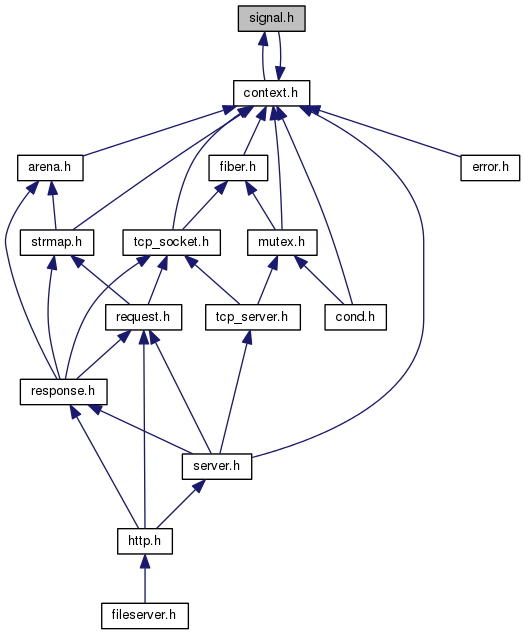 signal.h
context.h
arena.h
fiber.h
error.h
strmap.h
tcp_socket.h
mutex.h
request.h
tcp_server.h
cond.h
response.h
server.h
http.h
fileserver.h